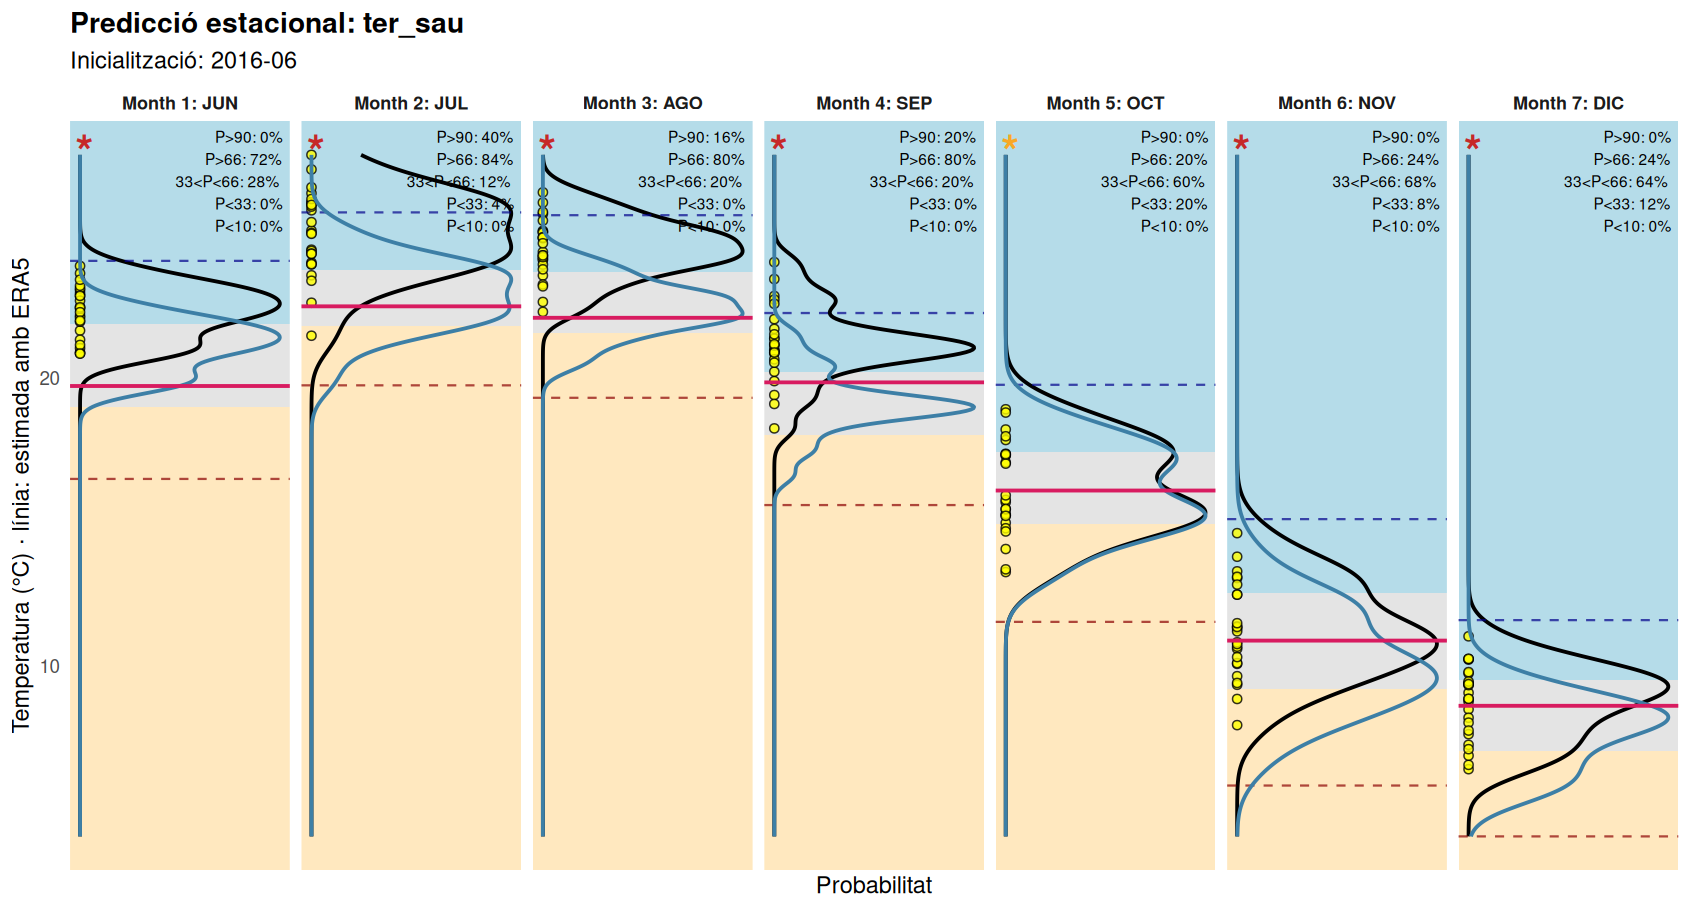 Predicció estacional: ter_sau
Inicialització: 2016-06
Month 1: JUN
Month 2: JUL
Month 3: AGO
Month 4: SEP
Month 5: OCT
Month 6: NOV
Month 7: DIC
*
P>90: 0%
P>66: 72%
33<P<66: 28%
P<33: 0%
P<10: 0%
*
P>90: 40%
P>66: 84%
33<P<66: 12%
P<33: 4%
P<10: 0%
*
P>90: 16%
P>66: 80%
33<P<66: 20%
P<33: 0%
P<10: 0%
*
P>90: 20%
P>66: 80%
33<P<66: 20%
P<33: 0%
P<10: 0%
*
P>90: 0%
P>66: 20%
33<P<66: 60%
P<33: 20%
P<10: 0%
*
P>90: 0%
P>66: 24%
33<P<66: 68%
P<33: 8%
P<10: 0%
*
P>90: 0%
P>66: 24%
33<P<66: 64%
P<33: 12%
P<10: 0%
Temperatura (°C) · línia: estimada amb ERA5
20
10
Probabilitat